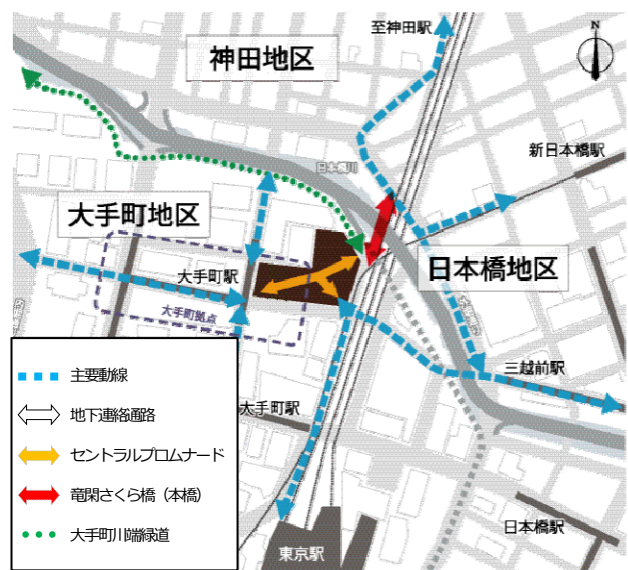 至神田駅
N
神田地区
日本橋川
新日本橋駅
大手町地区
大手町駅
日本橋地区
大手町拠点
三越前駅
主要動線
地下連絡通路
大手町駅
セントラルプロムナード
竜閑さくら橋（本橋）
大手町川端緑道
日本橋駅
東京駅